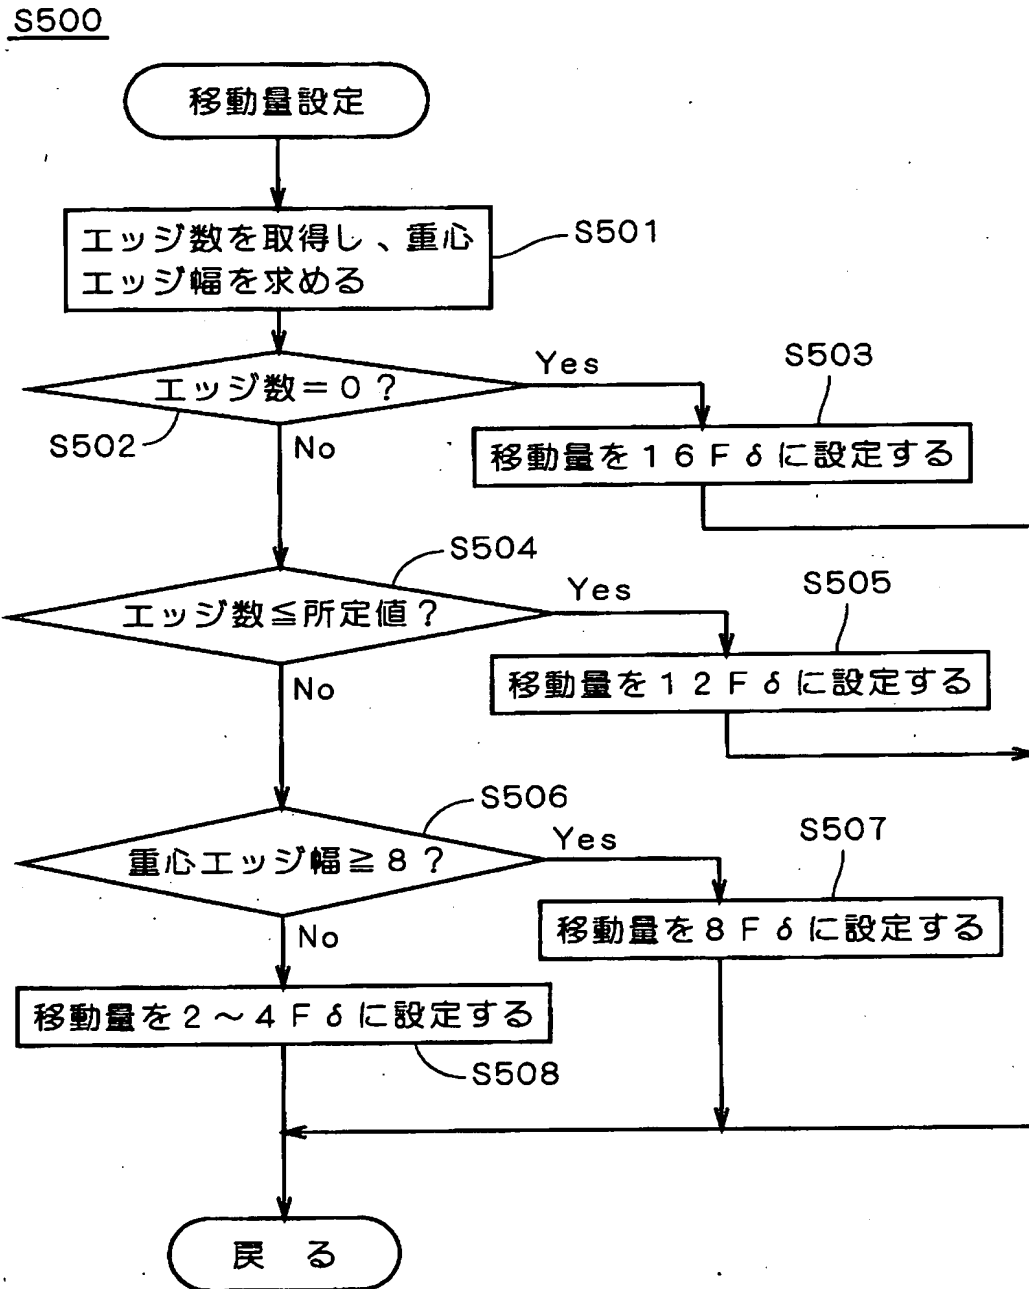 S500
移動量設定
エッジ数を取得し、重心
エッジ幅を求める
S501
エッジ数=0?
Yes
S503
S502
No
移動量を16Fδに設定する
S504
エッジ数≦所定値?
Yes
S505
No
移動量を12Fδに設定する
S506
重心エッジ幅≧8?
Yes
S507
No
移動量を8Fδに設定する
移動量を2~4Fδに設定する
S508
戻る